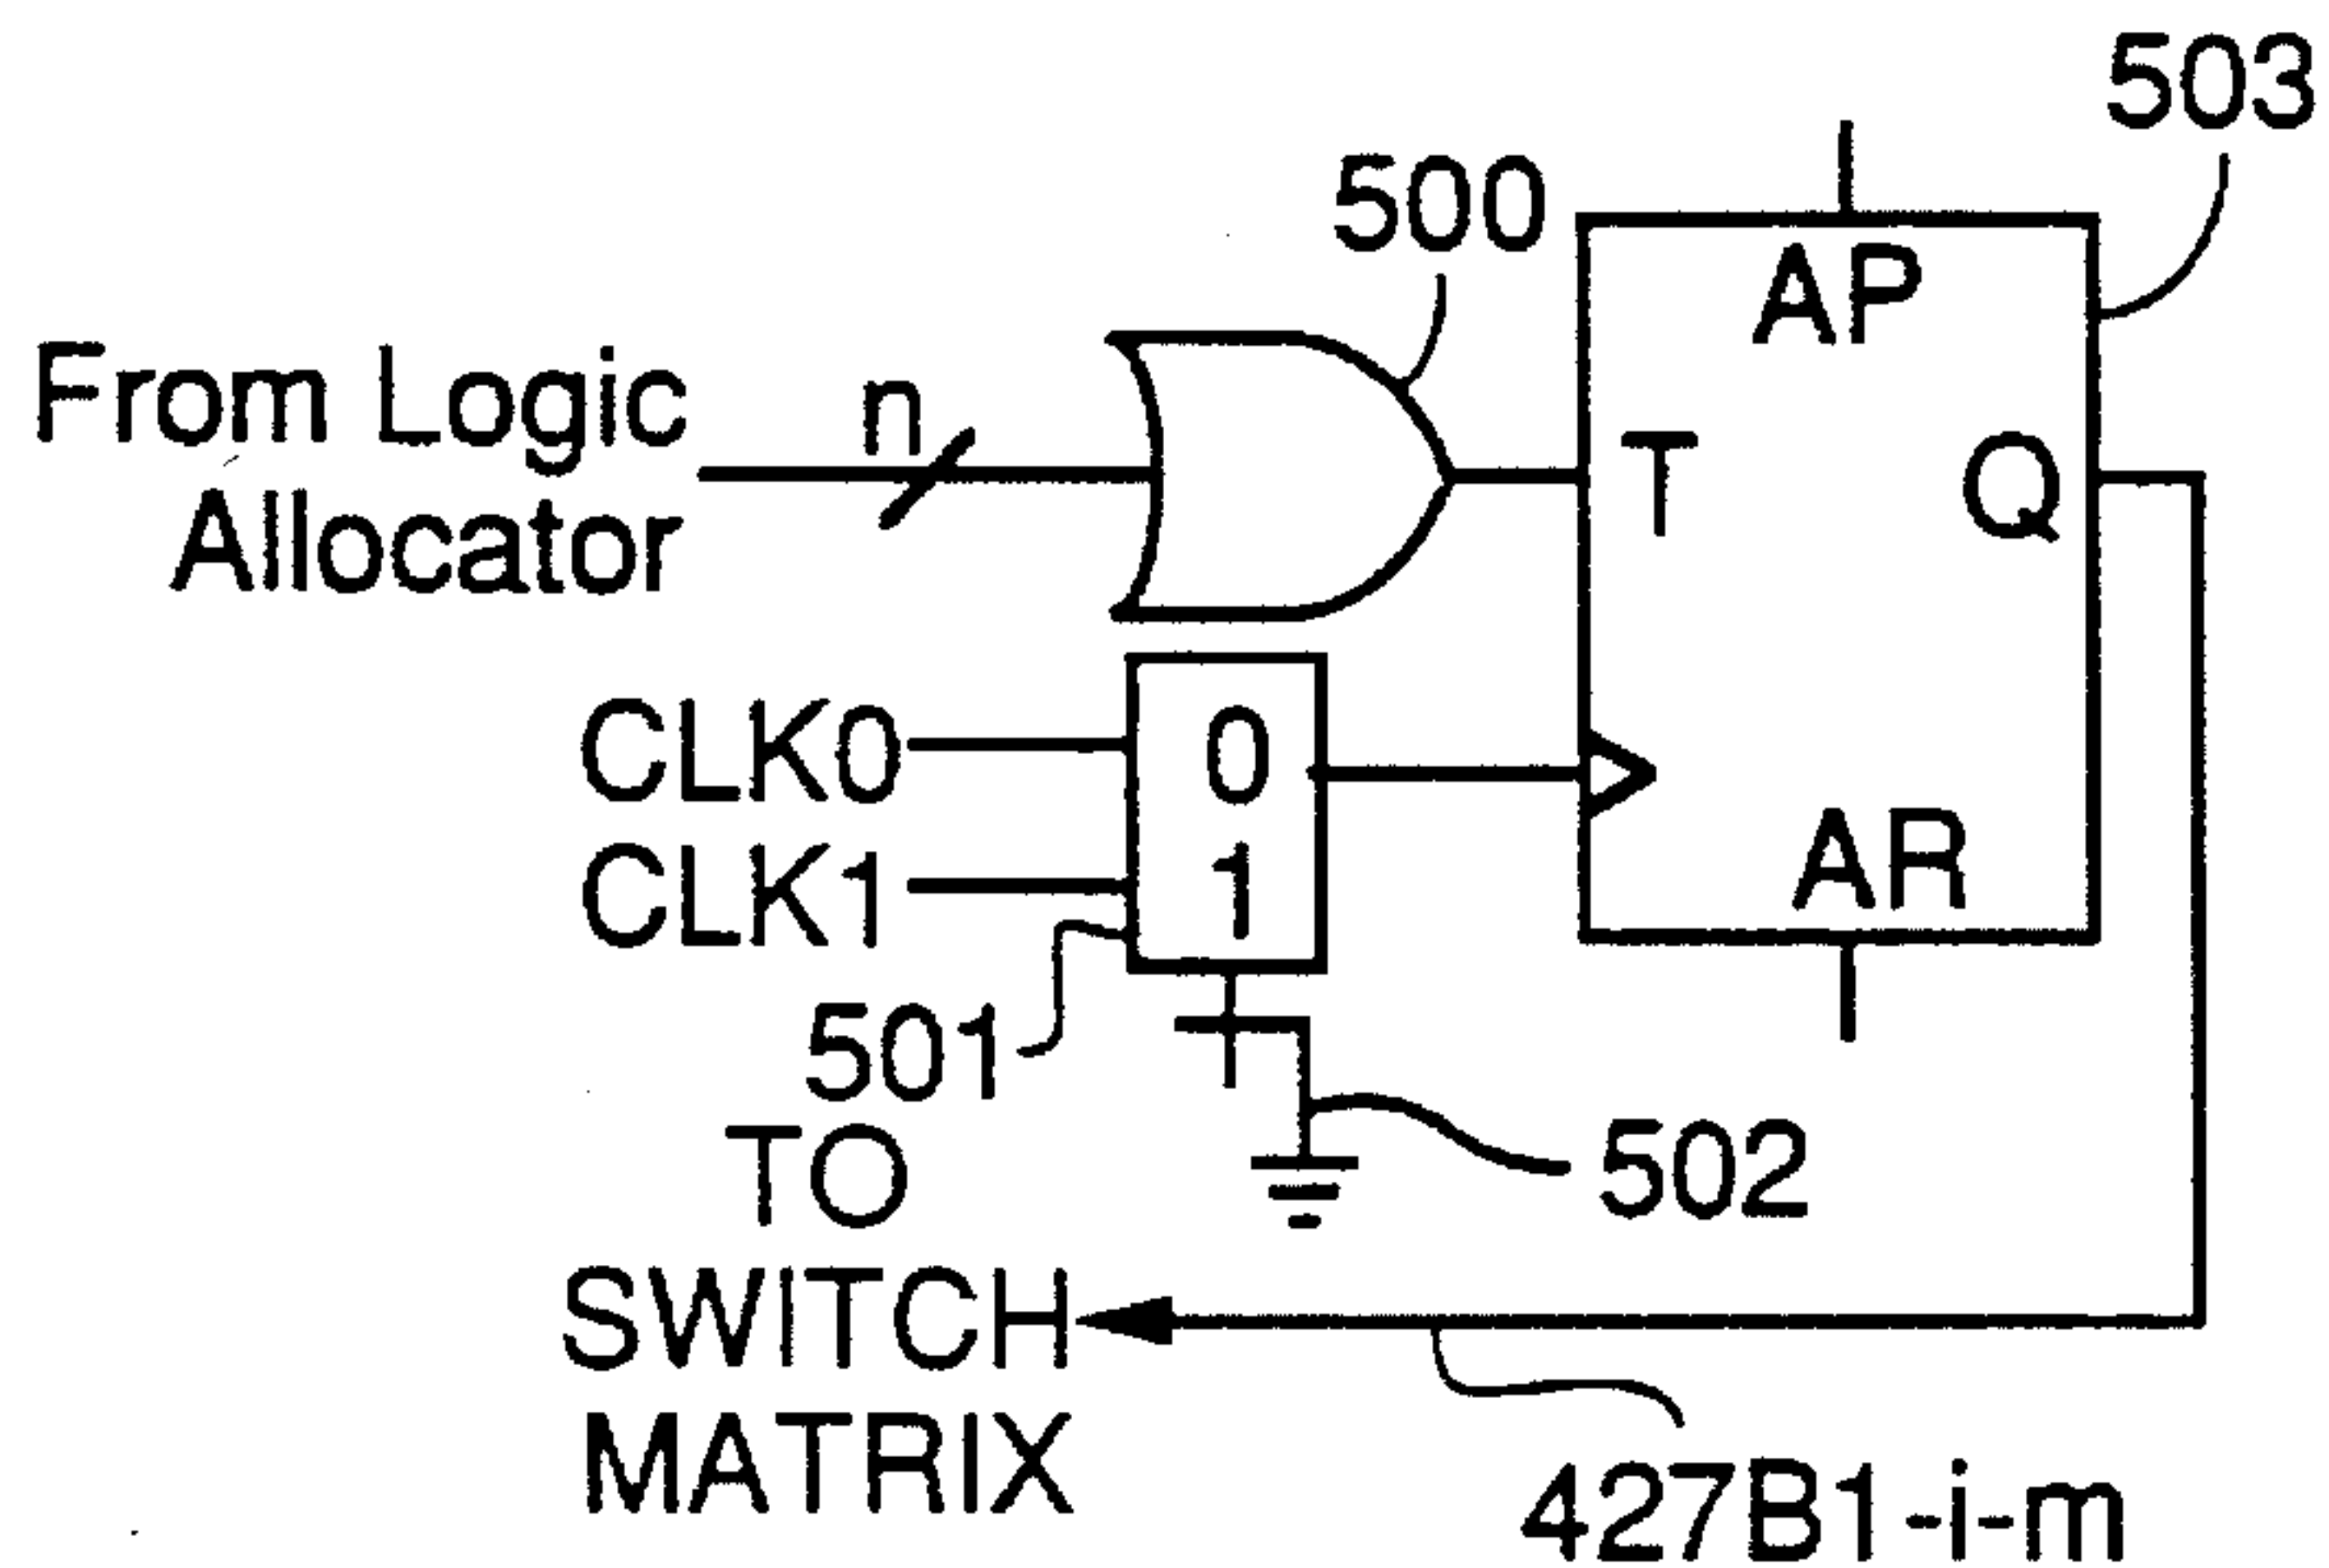 503
500
AP
From Logic
Allocator
n
T
Q
CLK0
0
CLK1
1
AR
501
502
TO
SWITCH
MATRIX
427B1-i-m